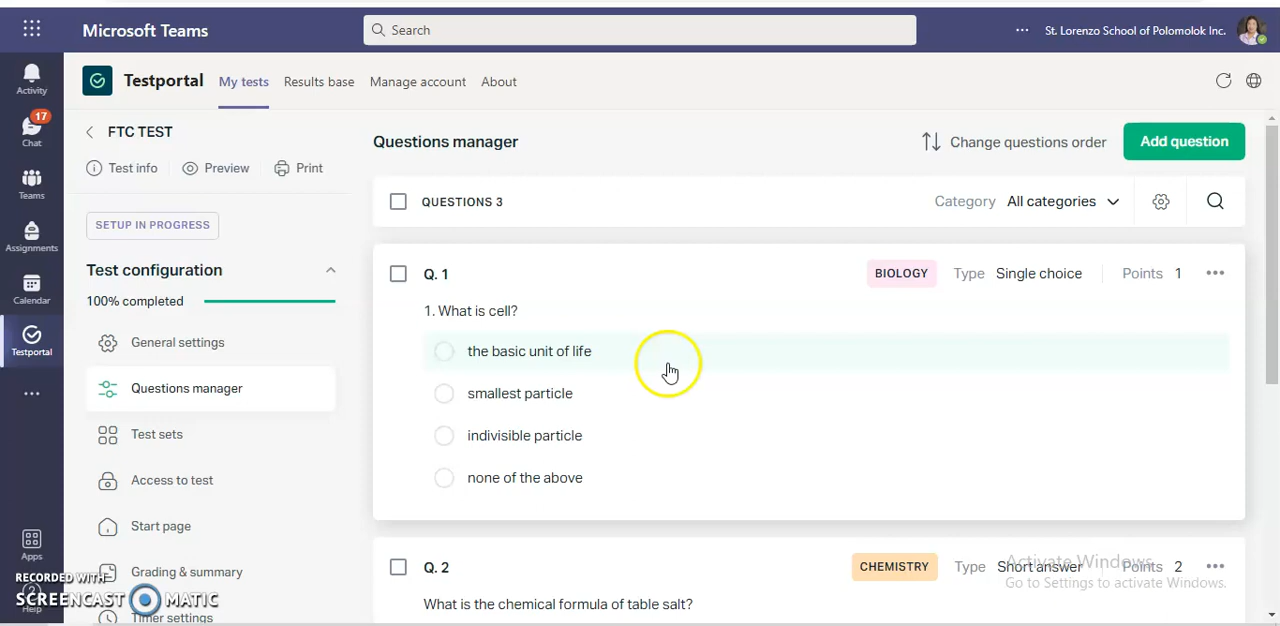 Microsoft Teams
Search
St. Lorenzo School of Polomolok Inc.
Activity
17
Chat
Teams
Assignments
Calendar
Testportal
Apps
Help
Testportal
My tests
Results base
Manage account
About
FTC TEST
Test info
Preview
Print
SETUP IN PROGRESS
Test configuration
100% completed
General settings
Questions manager
Test sets
Access to test
Start page
Grading & summary
Timer settings
Questions manager
Change questions order
Add question
QUESTIONS 3
Category All categories
Q. 1
BIOLOGY
Type Single choice
Points 1
1. What is cell?
the basic unit of life
smallest particle
indivisible particle
none of the above
Q. 2
CHEMISTRY
Type Short answer
Points 2
What is the chemical formula of table salt?
Activate Windows
Go to Settings to activate Windows.
RECORDED WITH
SCREENCAST MATIC